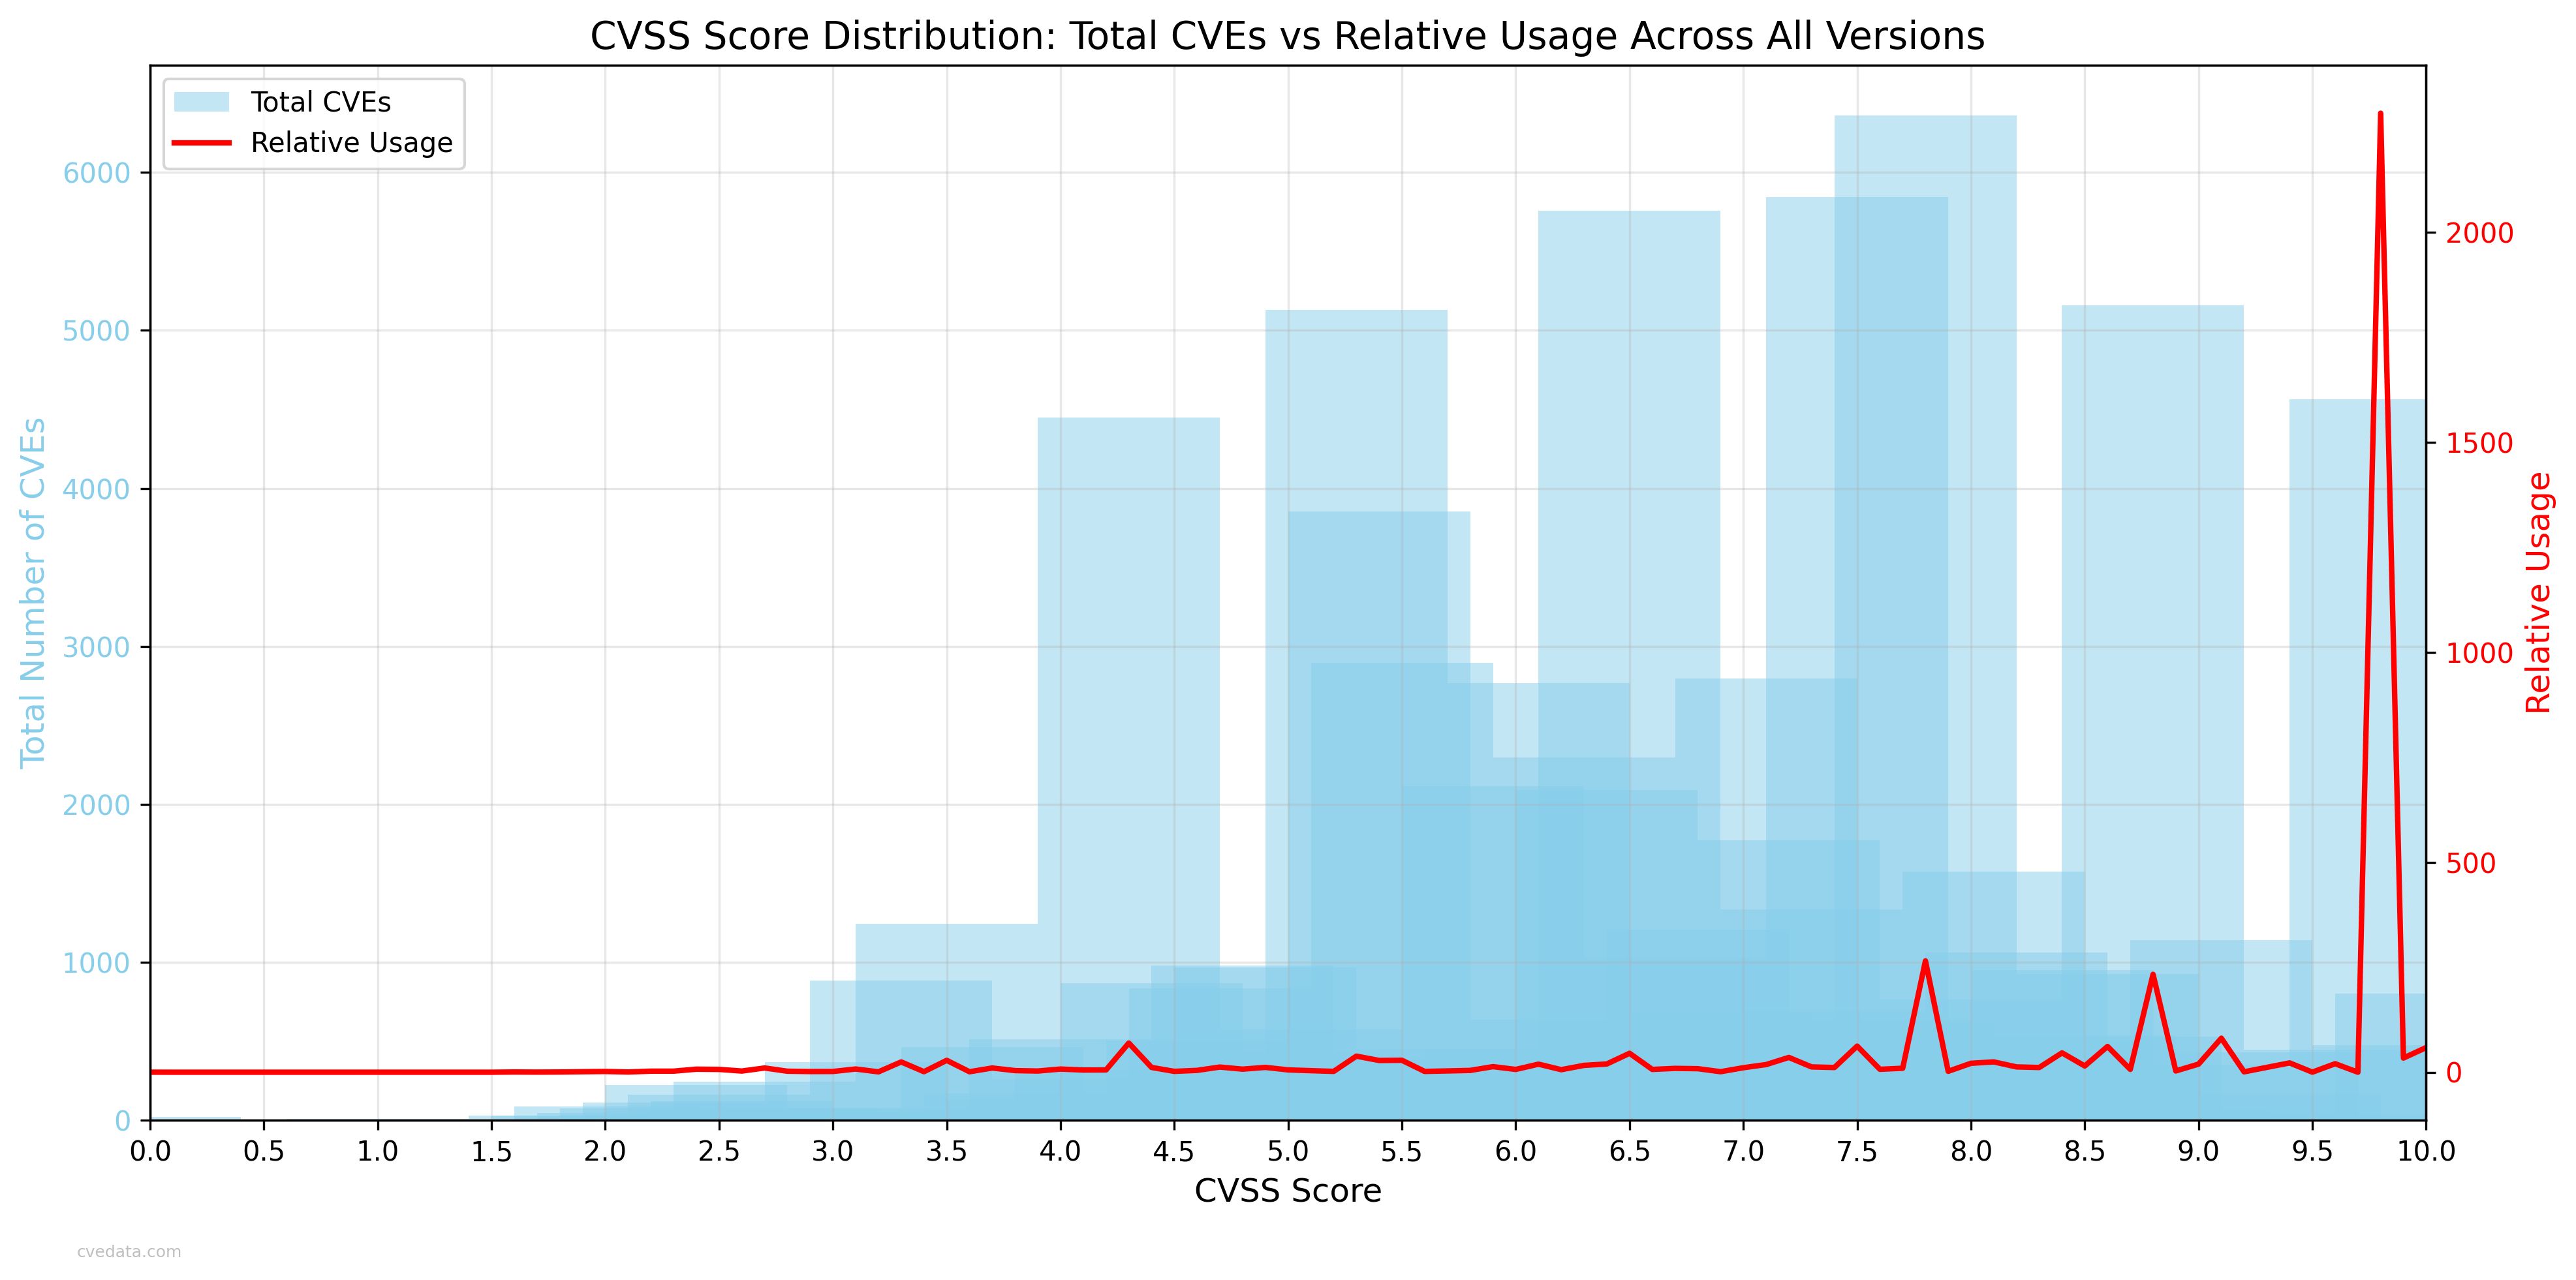 CVSS Score Distribution: Total CVEs vs Relative Usage Across All Versions
Total CVEs
Relative Usage
Total Number of CVEs
6000
5000
4000
3000
2000
1000
0
2000
1500
1000
500
0
Relative Usage
0.0 0.5 1.0 1.5 2.0 2.5 3.0 3.5 4.0 4.5 5.0 5.5 6.0 6.5 7.0 7.5 8.0 8.5 9.0 9.5 10.0
CVSS Score
cvedata.com